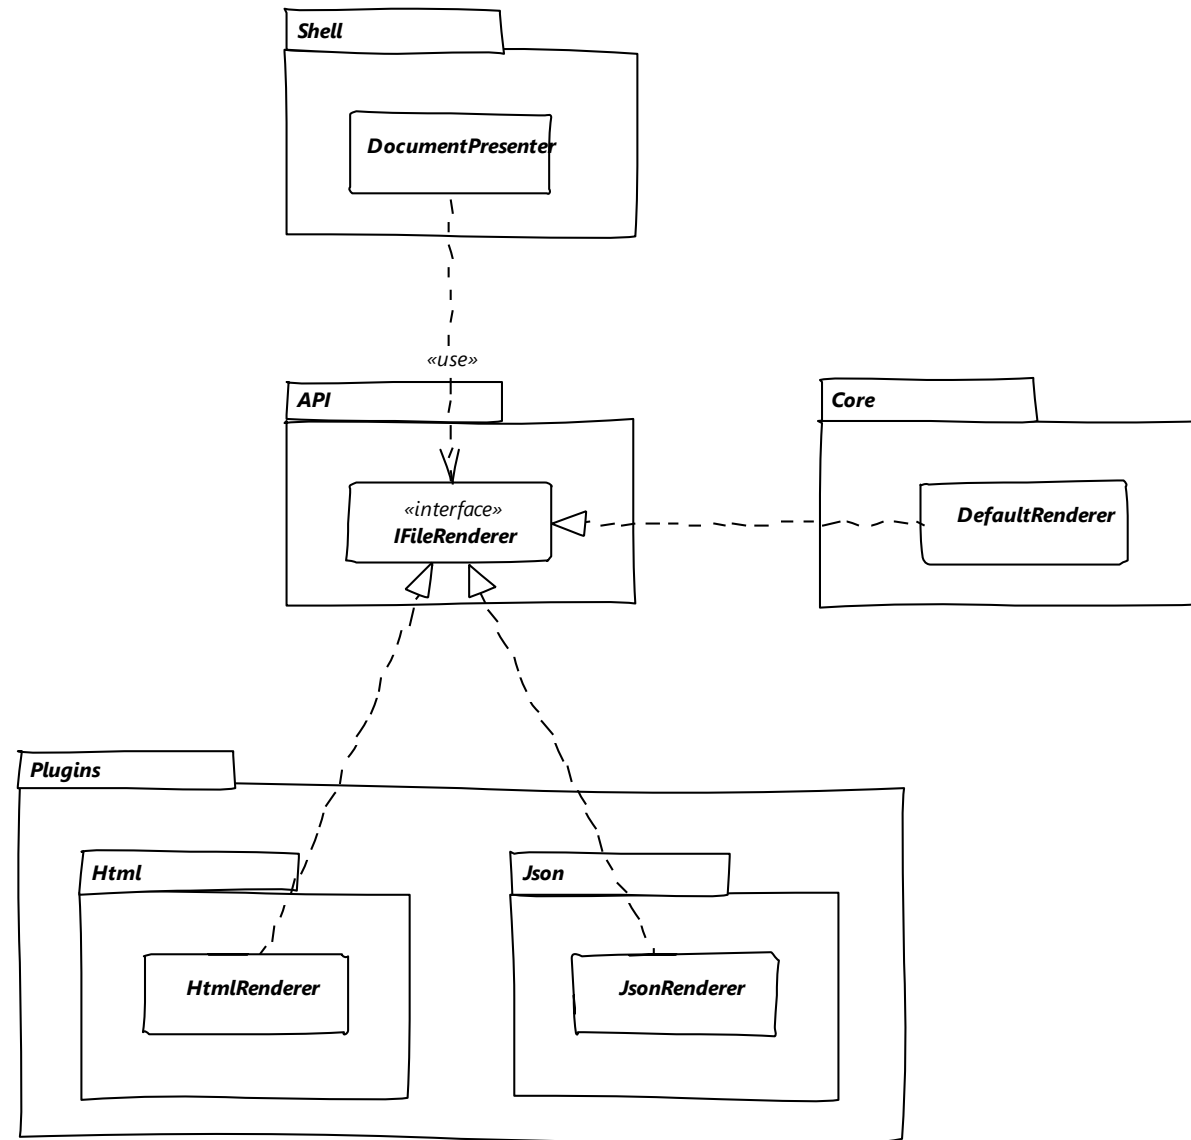 Shell
DocumentPresenter
«use»
API
Core
«interface»
IFileRenderer
DefaultRenderer
Plugins
Html
Json
HtmlRenderer
JsonRenderer